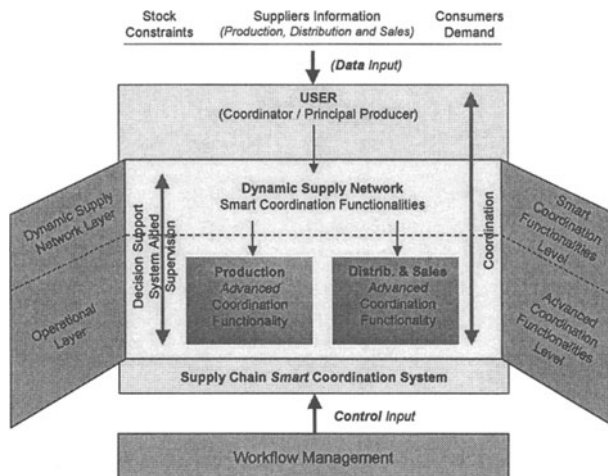 Stock
Constraints
Suppliers Information
(Production, Distribution and Sales)
Consumers
Demand
(Data Input)
USER
(Coordinator / Principal Producer)
Dynamic Supply Network
Smart Coordination Functionalities
Dynamic Supply
Network Layer
Operational
Layer
Decision Support
System Aided
Supervision
Production
Advanced
Coordination
Functionality
Distrib. & Sales
Advanced
Coordination
Functionality
Coordination
Smart
Coordination
Functionalities
Level
Advanced
Coordination
Functionalities
Level
Supply Chain Smart Coordination System
Control Input
Workflow Management